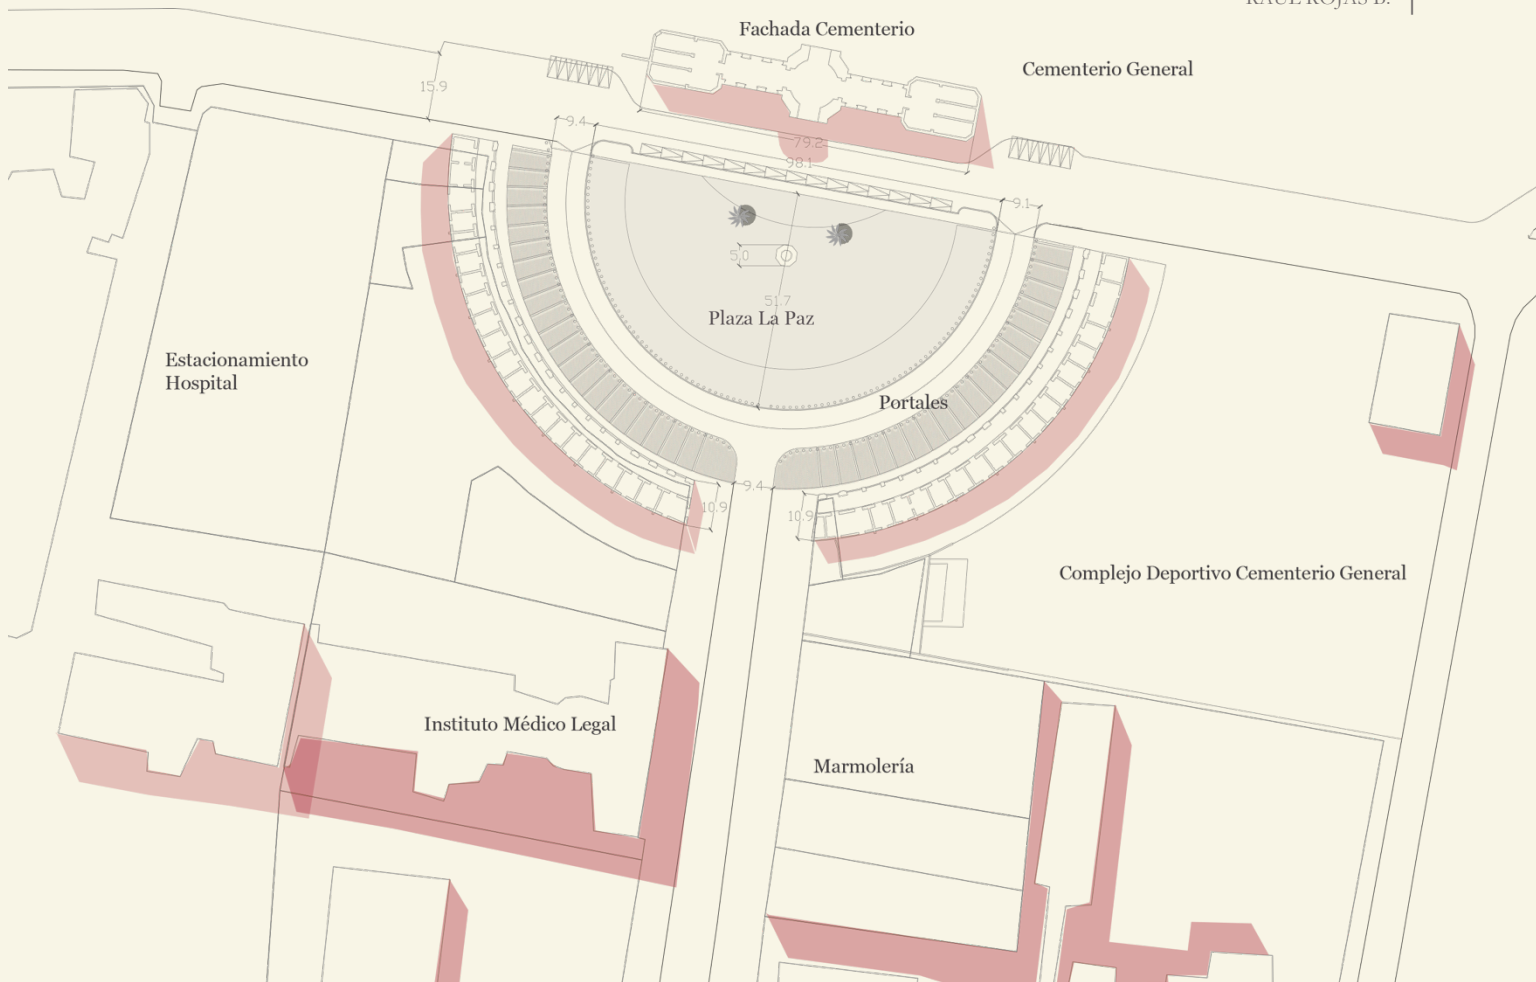 RAÚL ROJAS B.
Fachada Cementerio
Cementerio General
15.9
9.4
79.2
98.1
9.1
5.0
51.7
Plaza La Paz
Estacionamiento
Hospital
Portales
9.4
10.9
10.9
Complejo Deportivo Cementerio General
Instituto Médico Legal
Marmolería